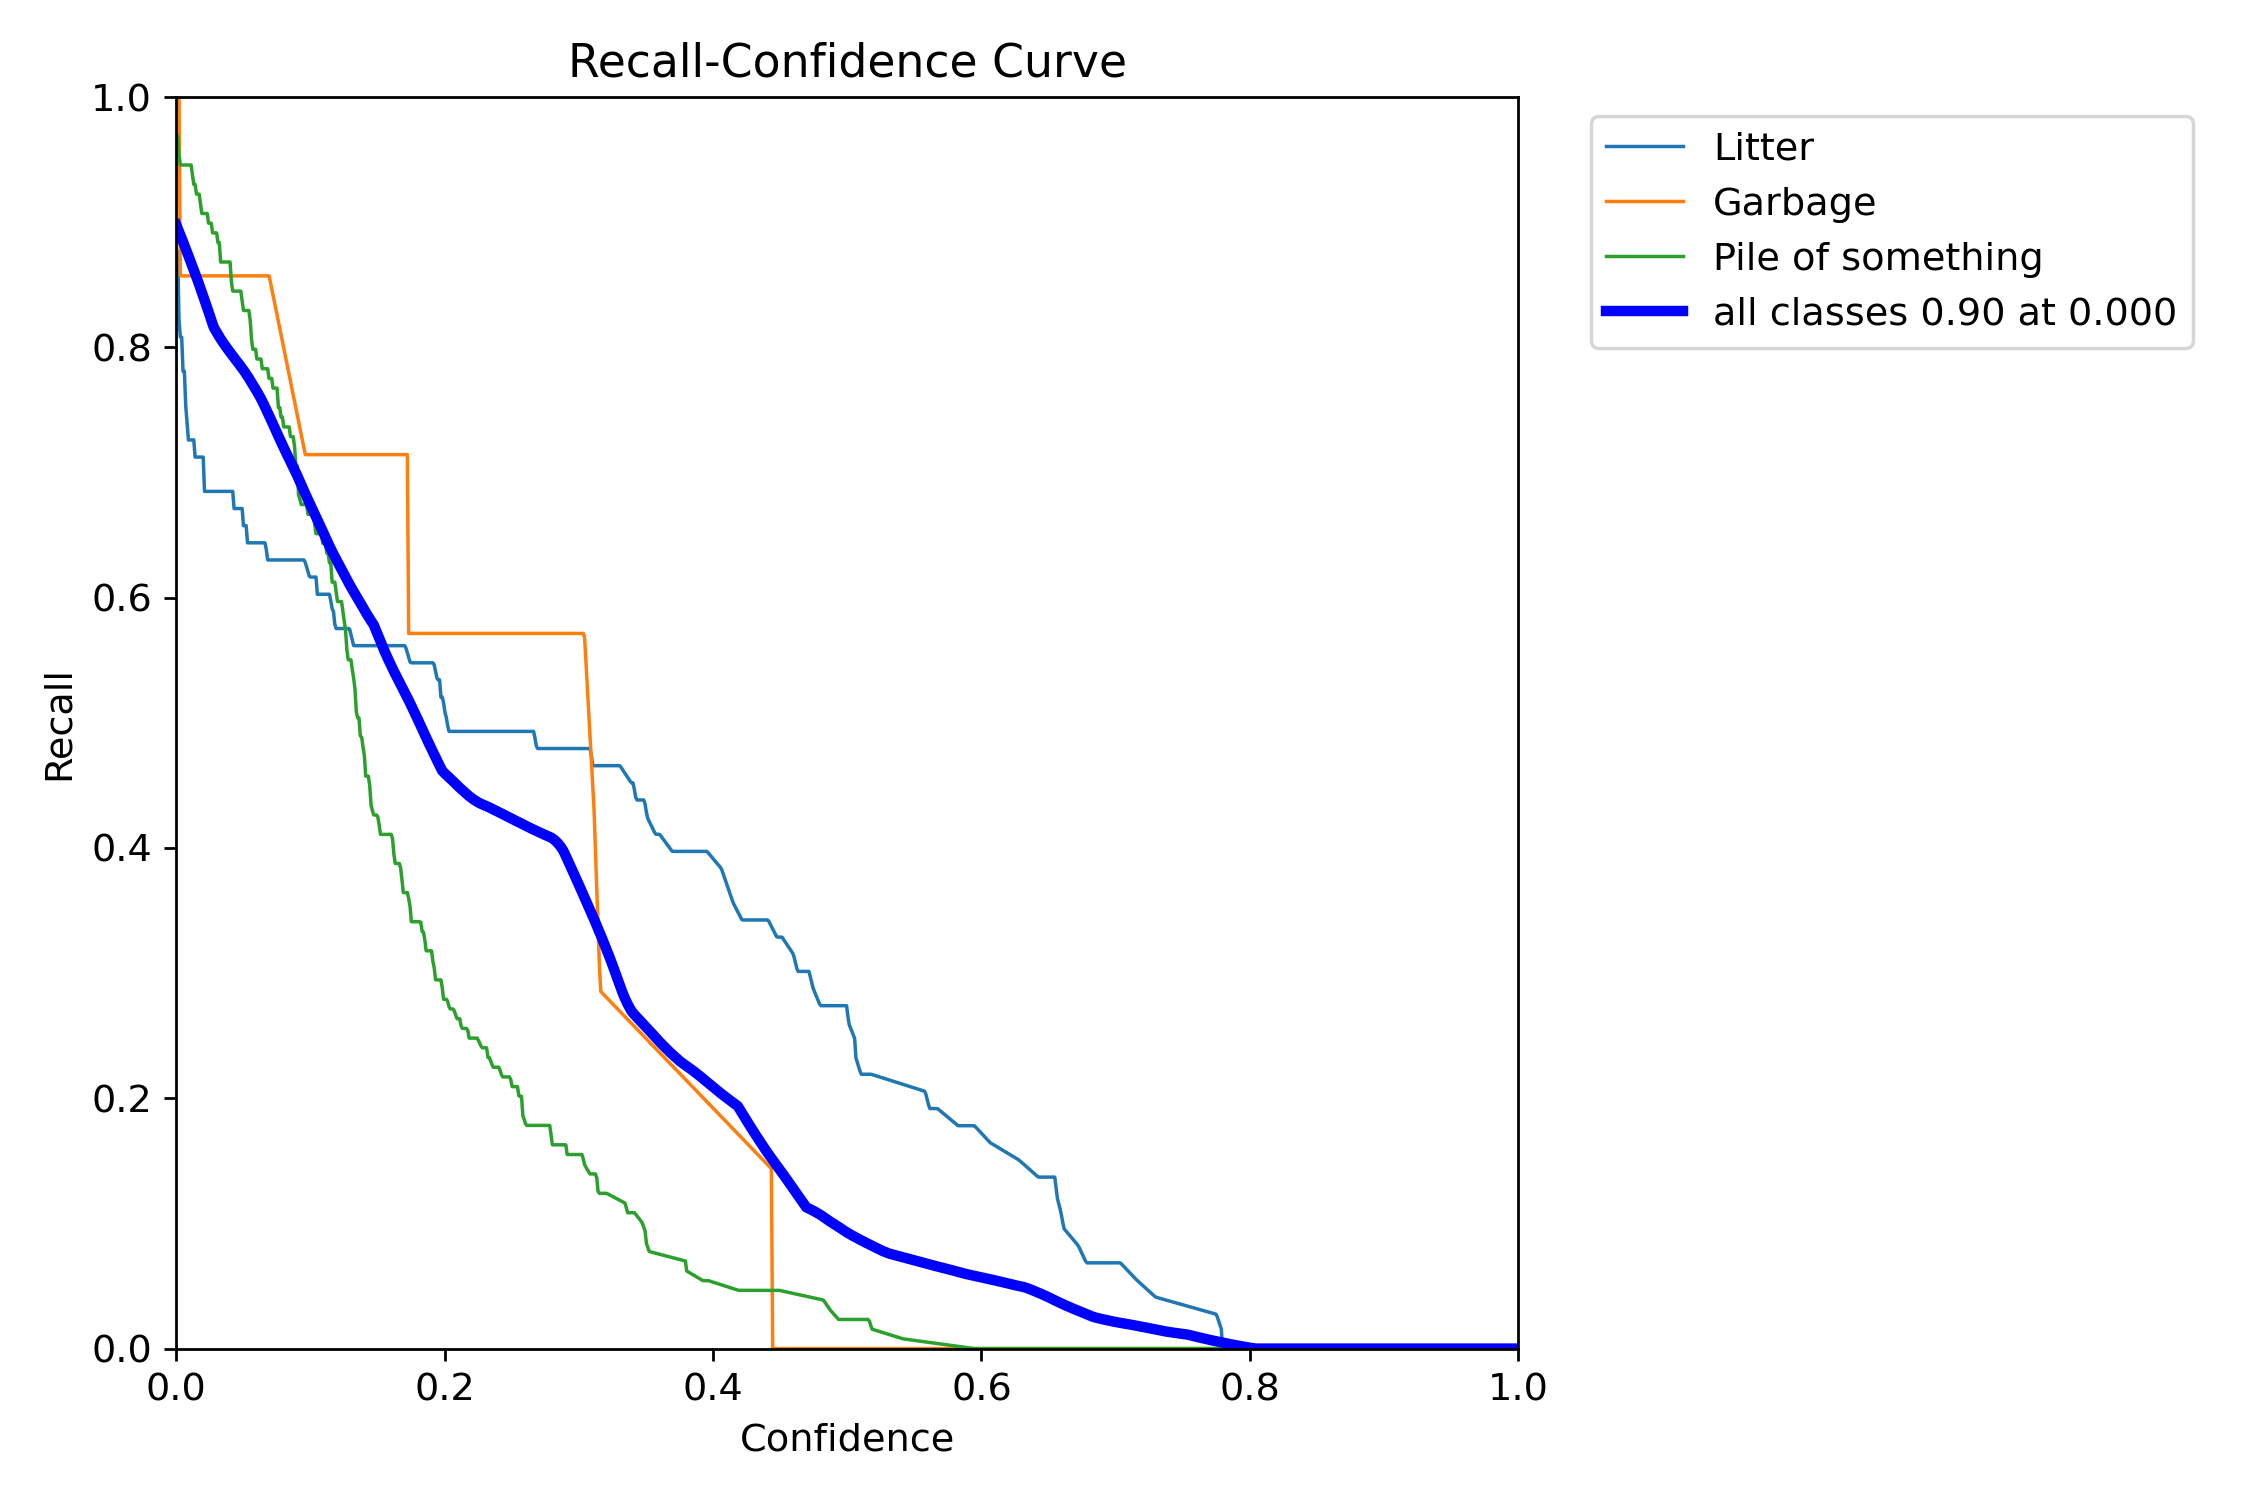 Recall-Confidence Curve
1.0
0.8
0.6
0.4
0.2
0.0
Recall
0.0 0.2 0.4 0.6 0.8 1.0
Confidence
Litter
Garbage
Pile of something
all classes 0.90 at 0.000